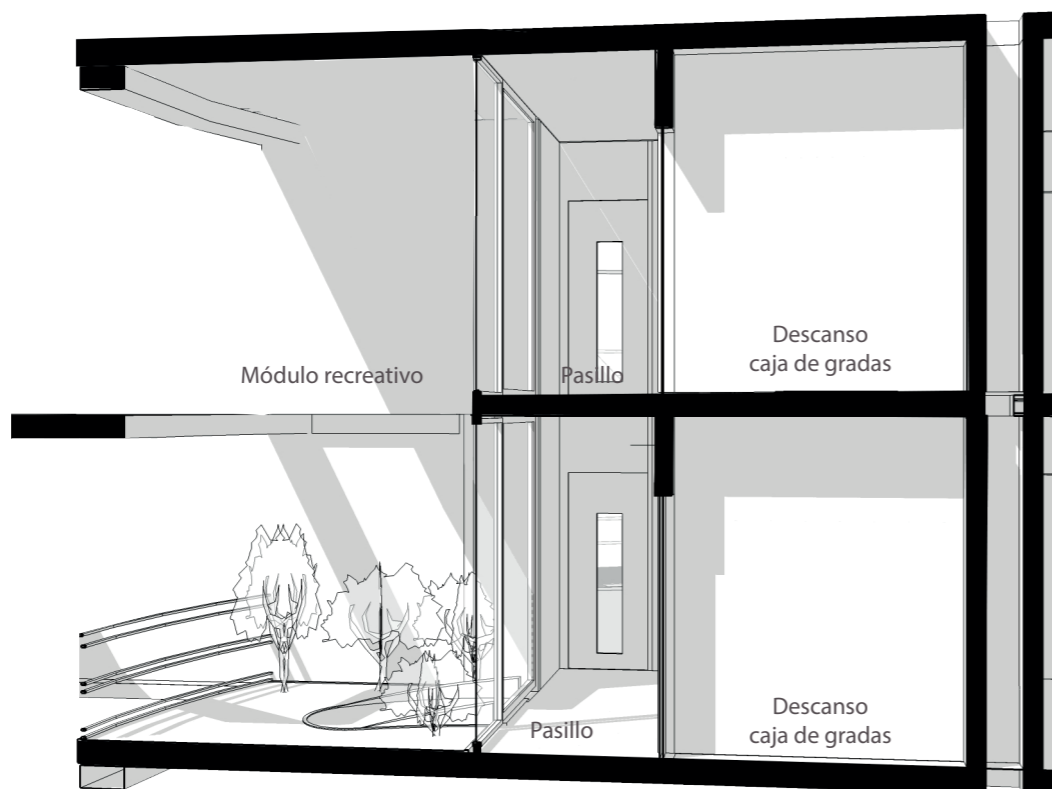 Módulo recreativo
Pasillo
Descanso
caja de gradas
Pasillo
Descanso
caja de gradas